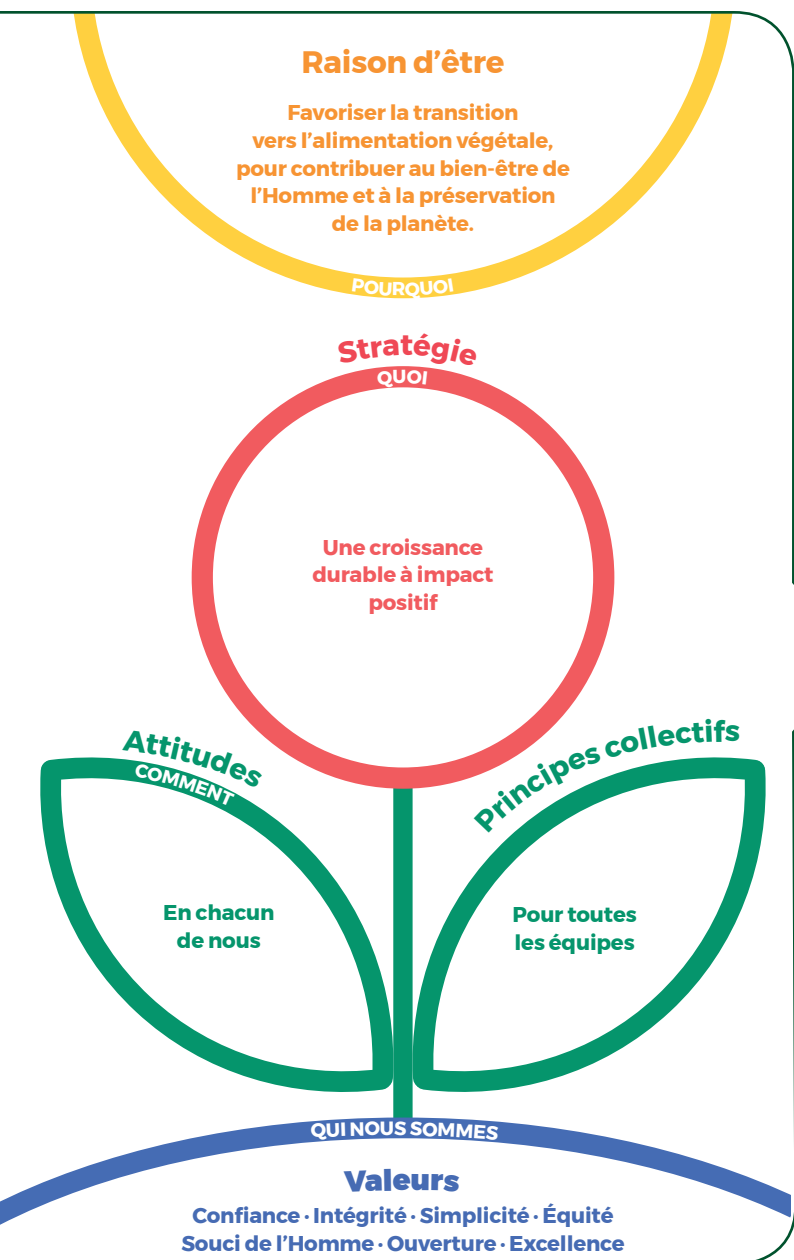 Raison d’être
Favoriser la transition
vers l’alimentation végétale,
pour contribuer au bien-être de
l’Homme et à la préservation
de la planète.
POURQUOI
Stratégie
QUOI
Une croissance
durable à impact
positif
Attitudes
COMMENT
En chacun
de nous
Principes collectifs
Pour toutes
les équipes
QUI NOUS SOMMES
Valeurs
Confiance · Intégrité · Simplicité · Équité
Souci de l’Homme · Ouverture · Excellence